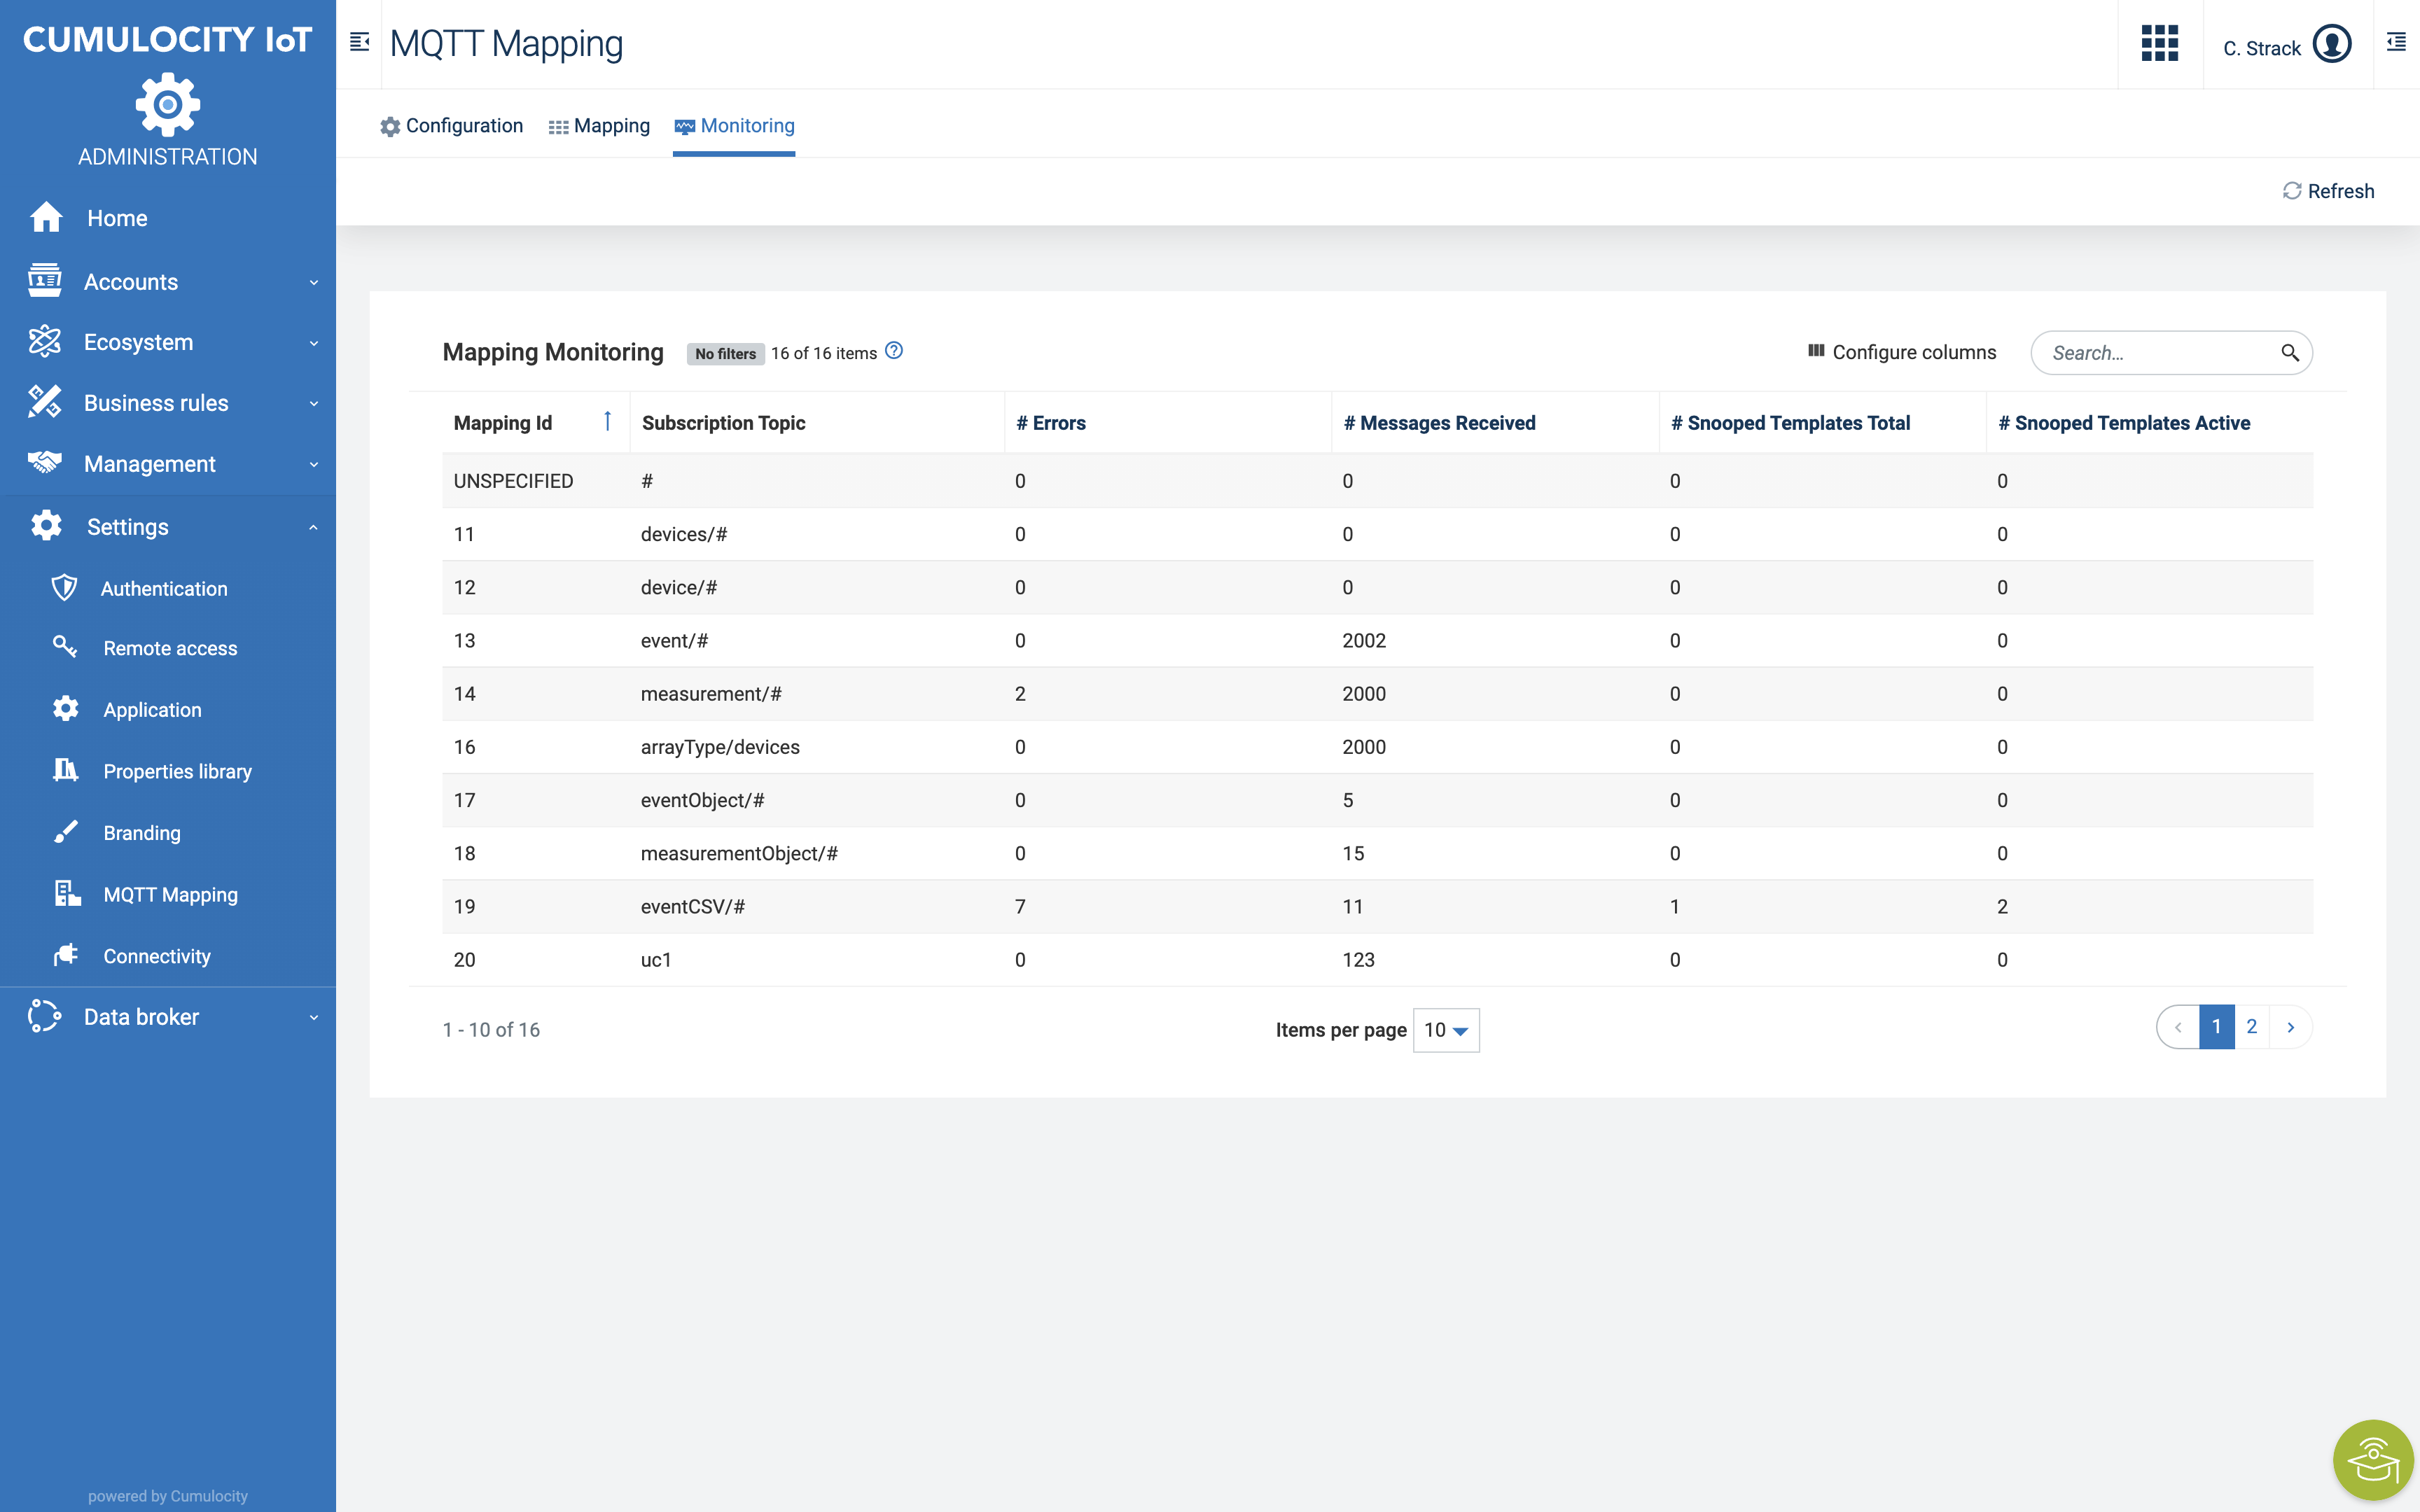 CUMULOCITY IoT
ADMINISTRATION
Home
Accounts
Ecosystem
Business rules
Management
Settings
Authentication
Remote access
Application
Properties library
Branding
MQTT Mapping
Connectivity
Data broker
powered by Cumulocity
MQTT Mapping
C. Strack
Configuration Mapping Monitoring
Refresh
Mapping Monitoring No filters 16 of 16 items
Configure columns Search...
Mapping Id Subscription Topic # Errors # Messages Received # Snooped Templates Total # Snooped Templates Active
UNSPECIFIED # 0 0 0 0
11 devices/# 0 0 0 0
12 device/# 0 0 0 0
13 event/# 0 2002 0 0
14 measurement/# 2 2000 0 0
16 arrayType/devices 0 2000 0 0
17 eventObject/# 0 5 0 0
18 measurementObject/# 0 15 0 0
19 eventCSV/# 7 11 1 2
20 uc1 0 123 0 0
1 - 10 of 16 Items per page 10 ‹ 1 2 ›